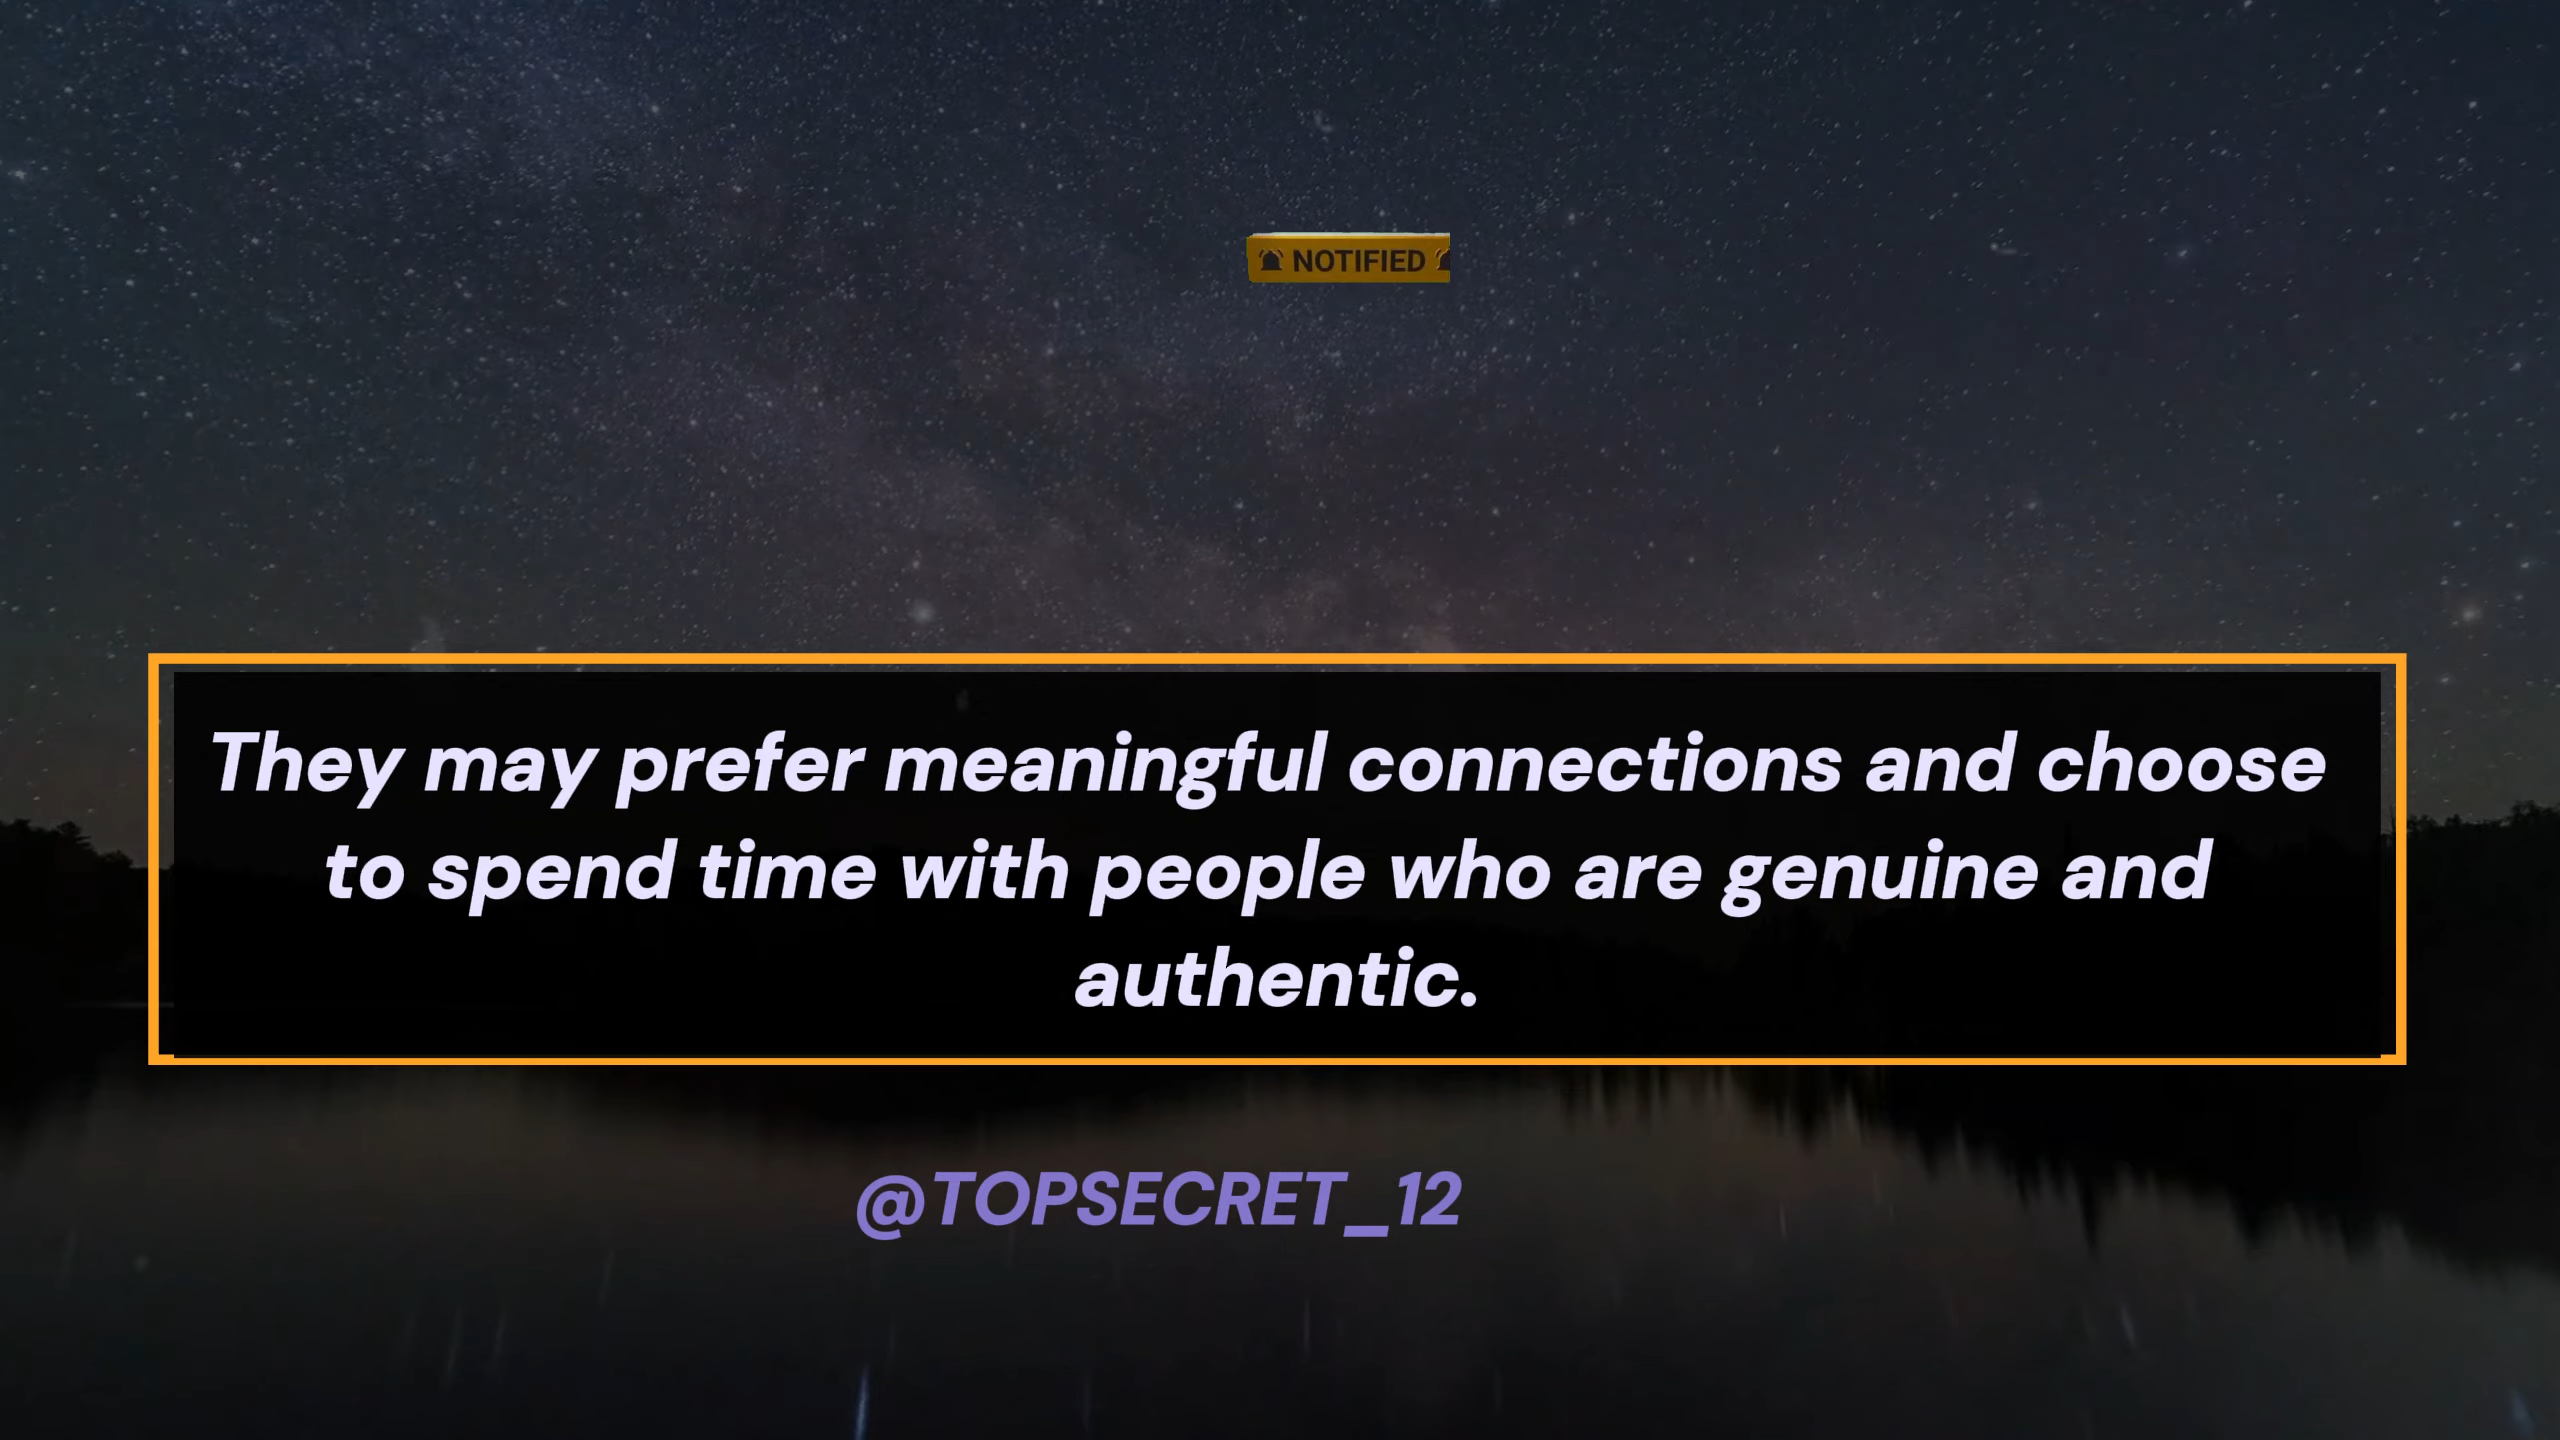 NOTIFIED
They may prefer meaningful connections and choose
to spend time with people who are genuine and
authentic.
@TOPSECRET_12